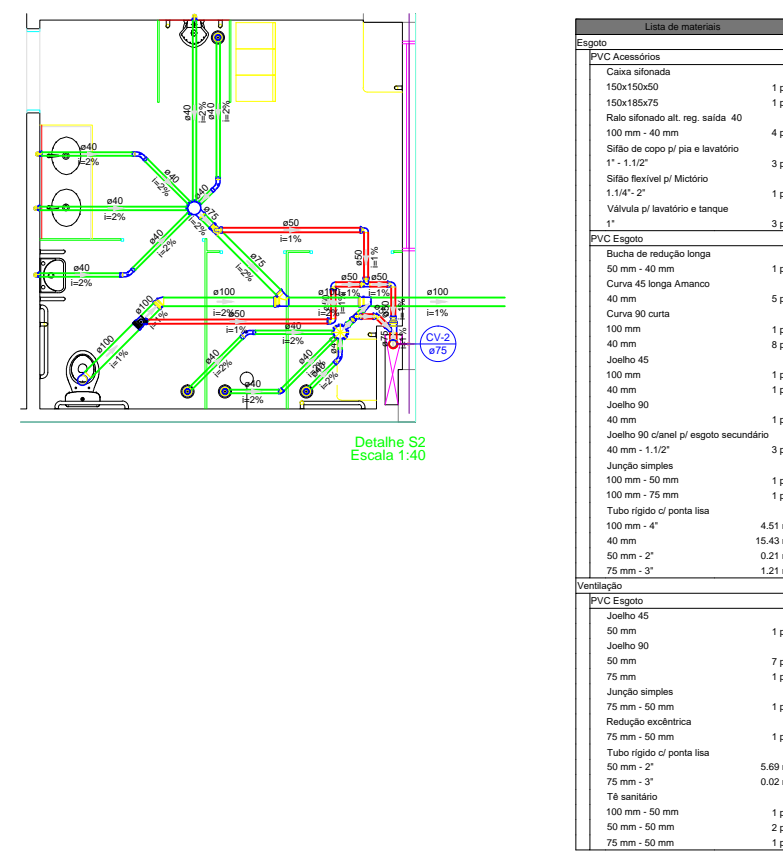 ø40
i=2%
ø40
i=2%
ø40
i=2%
ø40
i=2%
ø40
ø40
i=2%
ø75
i=2%
ø50
i=1%
ø40
i=2%
ø40
i=2%
ø75
i=2%
ø50
i=1%
ø50
i=1%
ø50
i=1%
ø100
i=2%
ø100
i=2%
ø100
i=1%
ø100
i=1%
ø50
i=1%
ø40
i=2%
ø100
i=1%
ø40
i=2%
ø40
i=2%
ø40
i=2%
ø40
i=2%
ø75
i=1%
CV-2
ø75
Detalhe S2
Escala 1:40
Lista de materiais
Esgoto
PVC Acessórios
Caixa sifonada
150x150x50 1 p
150x185x75 1 p
Ralo sifonado alt. reg. saída 40
100 mm - 40 mm 4 p
Sifão de copo p/ pia e lavatório
1" - 1.1/2" 3 p
Sifão flexível p/ Mictório
1.1/4"- 2" 1 p
Válvula p/ lavatório e tanque
1" 3 p
PVC Esgoto
Bucha de redução longa
50 mm - 40 mm 1 p
Curva 45 longa Amanco
40 mm 5 p
Curva 90 curta
100 mm 1 p
40 mm 8 p
Joelho 45
100 mm 1 p
40 mm 1 p
Joelho 90
40 mm 1 p
Joelho 90 c/anel p/ esgoto secundário
40 mm - 1.1/2" 3 p
Junção simples
100 mm - 50 mm 1 p
100 mm - 75 mm 1 p
Tubo rígido c/ ponta lisa
100 mm - 4" 4.51
40 mm 15.43
50 mm - 2" 0.21
75 mm - 3" 1.21
Ventilação
PVC Esgoto
Joelho 45
50 mm 1 p
Joelho 90
50 mm 7 p
75 mm 1 p
Junção simples
75 mm - 50 mm 1 p
Redução excêntrica
75 mm - 50 mm 1 p
Tubo rígido c/ ponta lisa
50 mm - 2" 5.69
75 mm - 3" 0.02
Tê sanitário
100 mm - 50 mm 1 p
50 mm - 50 mm 2 p
75 mm - 50 mm 1 p